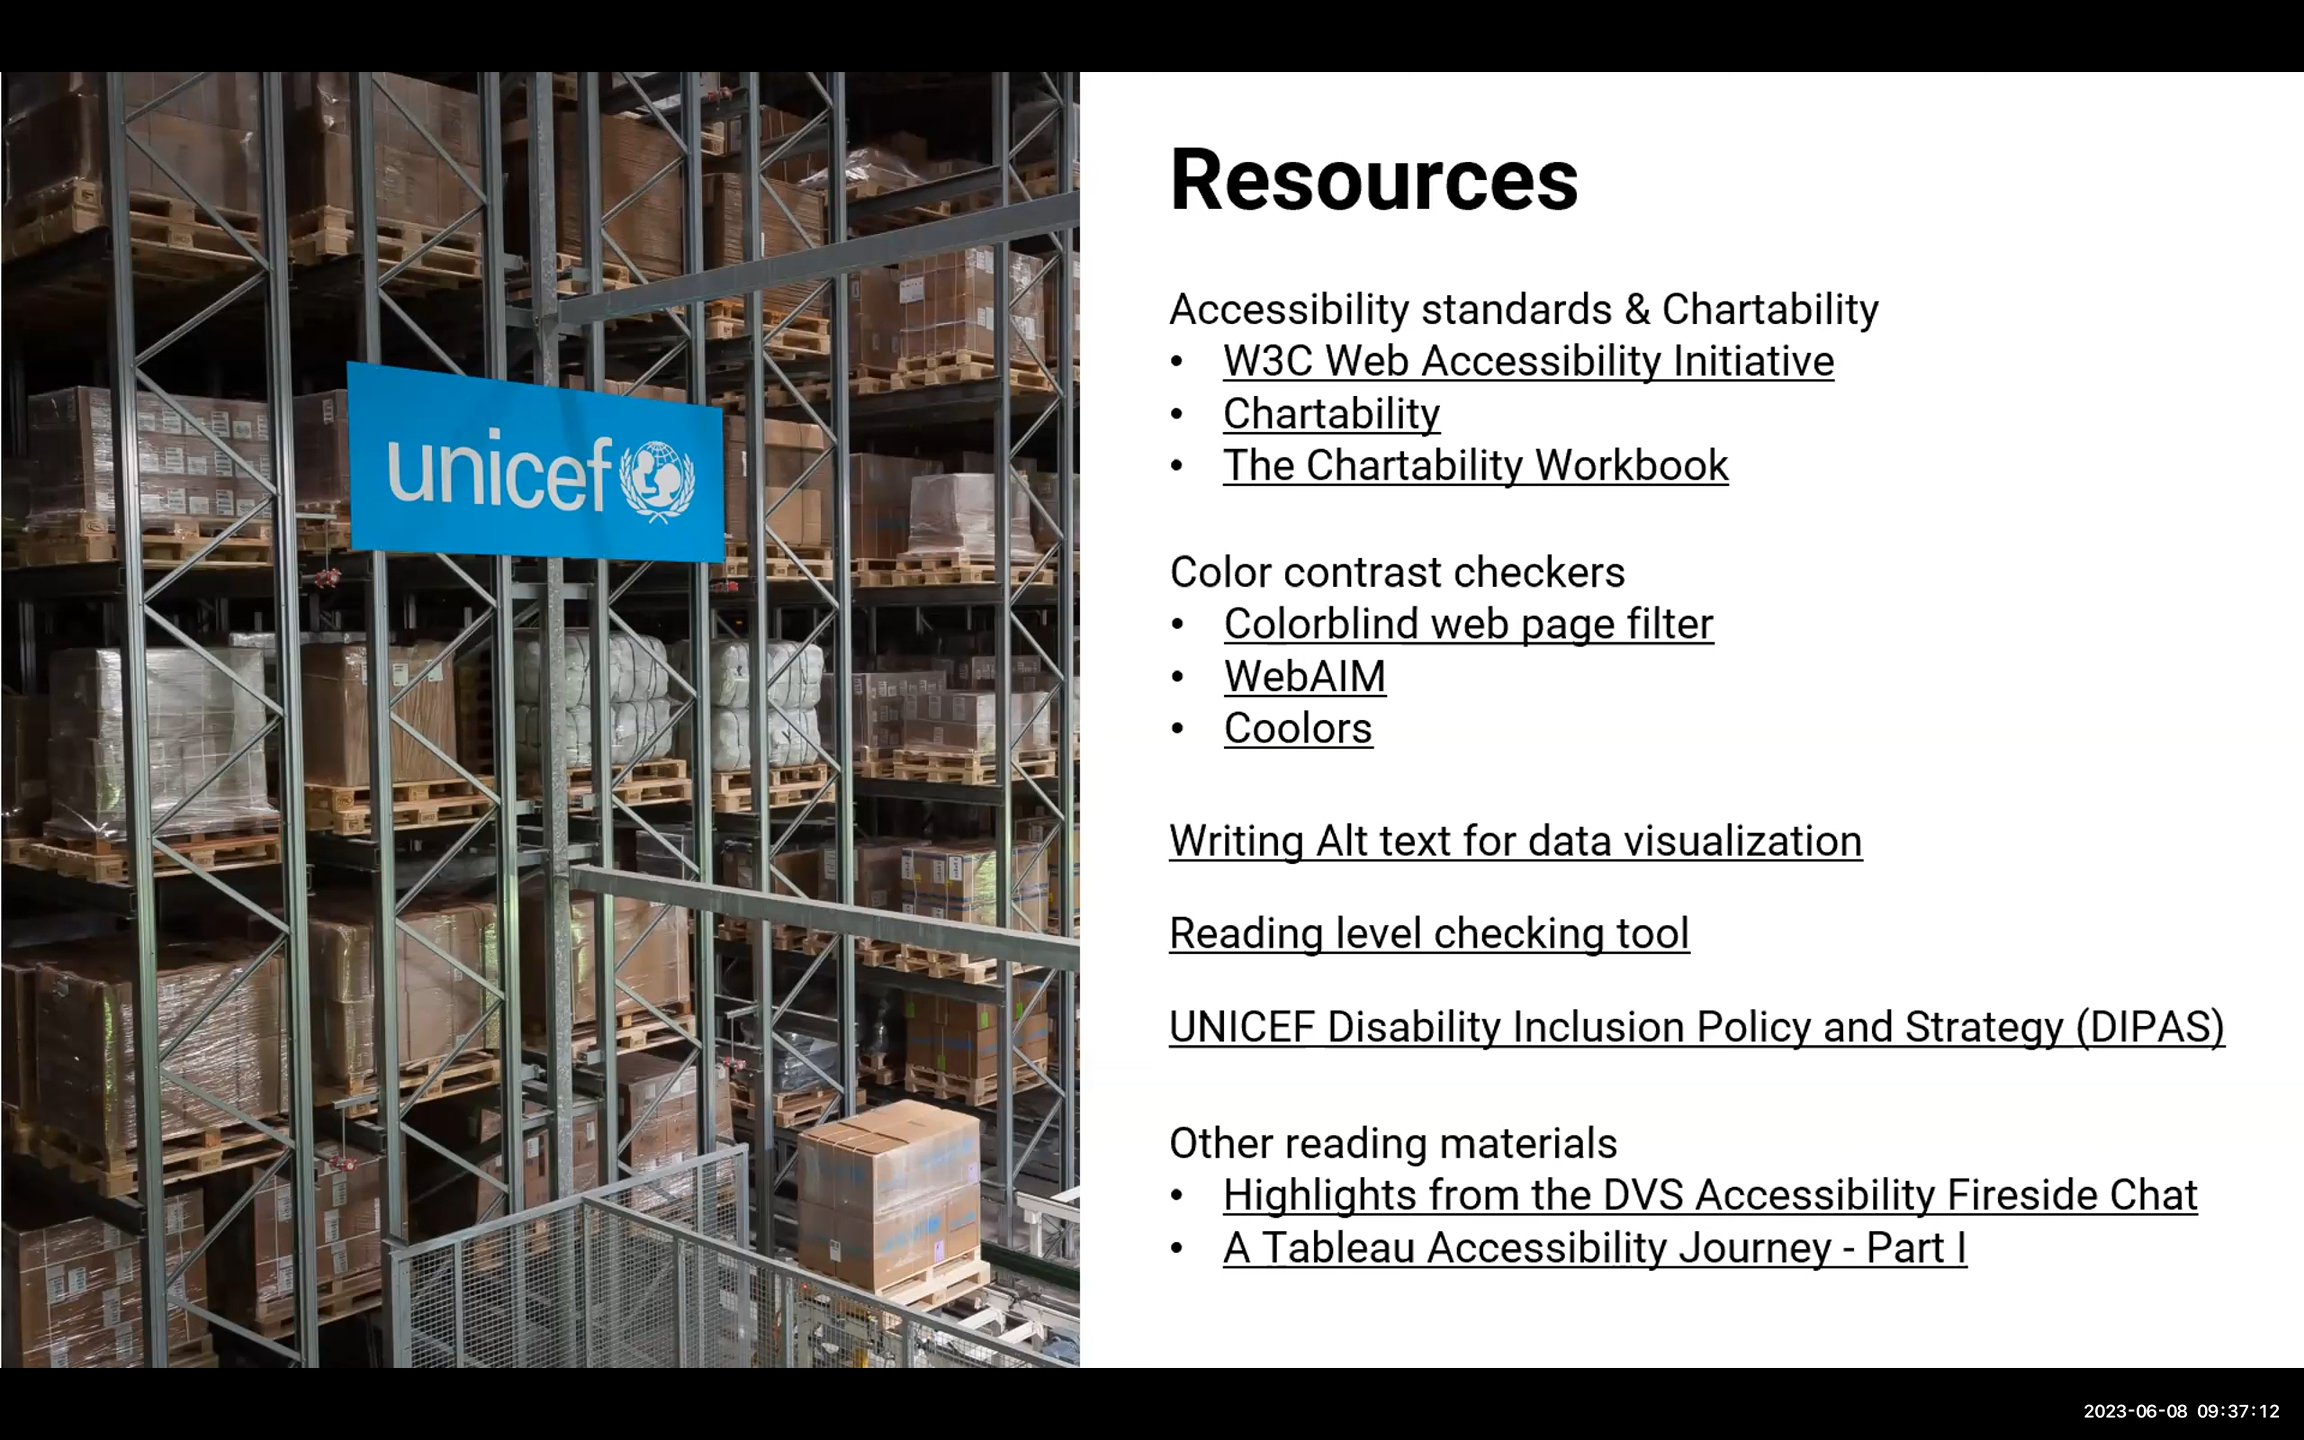 unicef
Resources
Accessibility standards & Chartability
• W3C Web Accessibility Initiative
• Chartability
• The Chartability Workbook
Color contrast checkers
• Colorblind web page filter
• WebAIM
• Coolors
Writing Alt text for data visualization
Reading level checking tool
UNICEF Disability Inclusion Policy and Strategy (DIPAS)
Other reading materials
• Highlights from the DVS Accessibility Fireside Chat
• A Tableau Accessibility Journey - Part I
2023-06-08 09:37:12